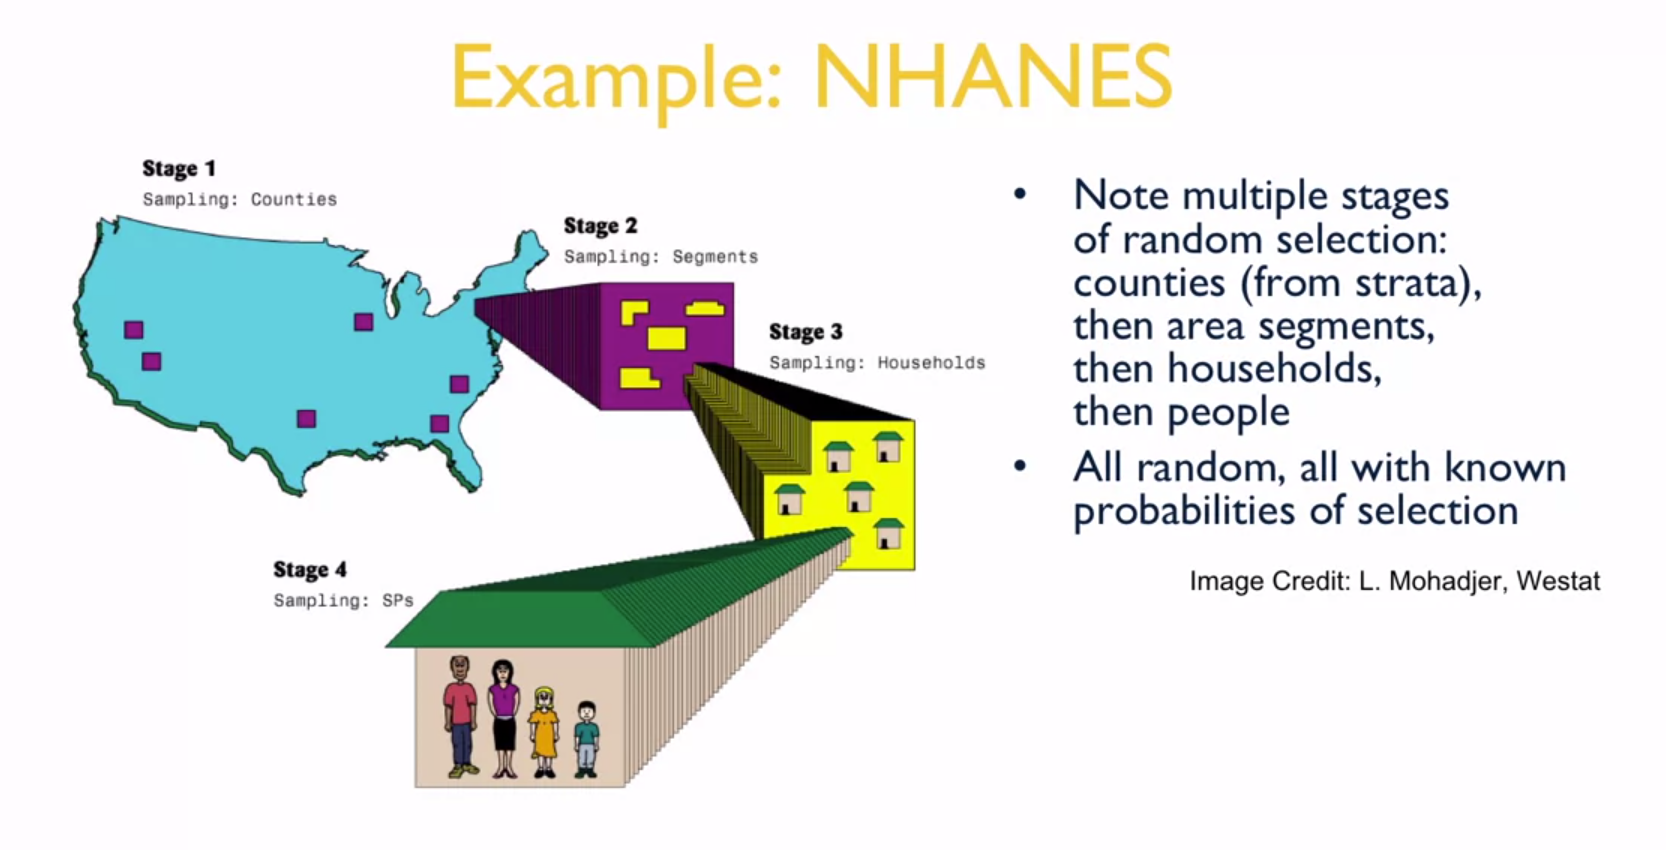 Example: NHANES
Stage 1
Sampling: Counties
Stage 2
Sampling: Segments
Stage 3
Sampling: Households
Stage 4
Sampling: SPs
• Note multiple stages
of random selection:
counties (from strata),
then area segments,
then households,
then people
• All random, all with known
probabilities of selection
Image Credit: L. Mohadjer, Westat